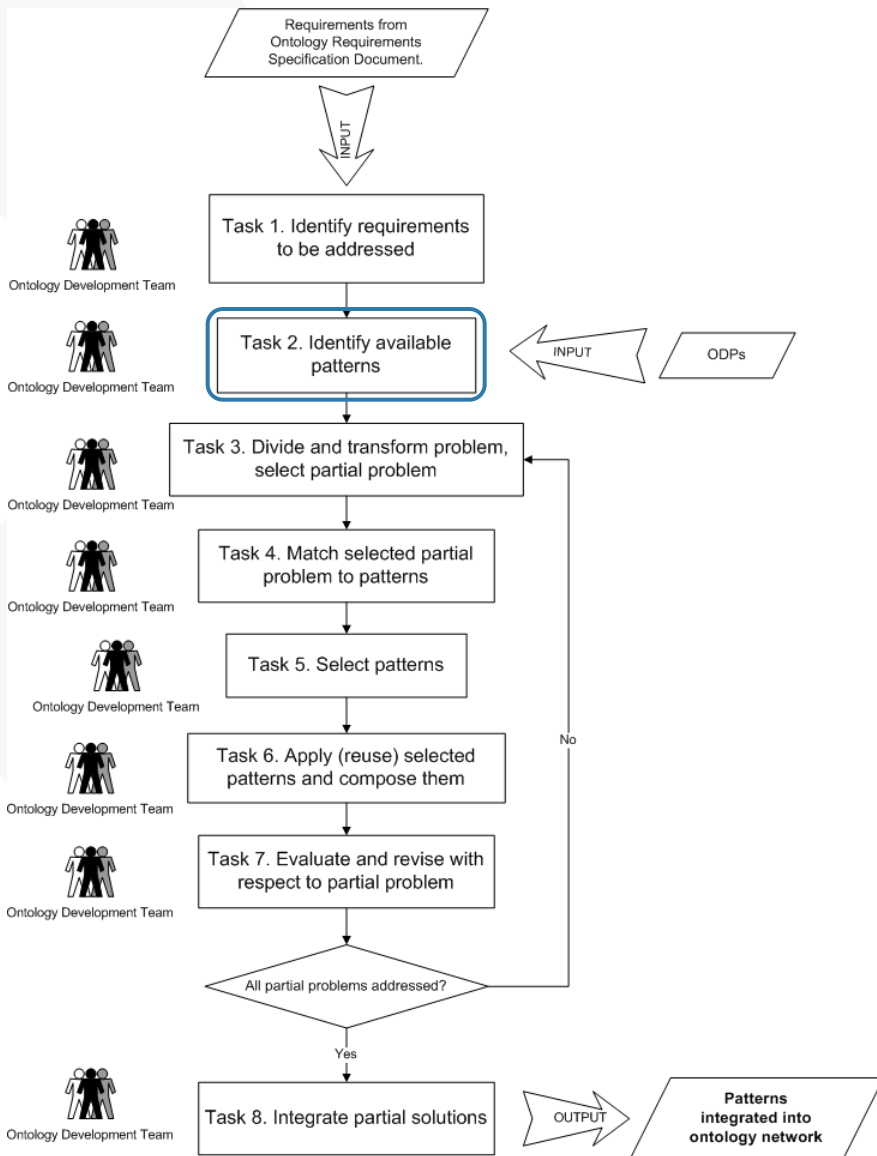 Requirements from
Ontology Requirements
Specification Document.
INPUT
Task 1. Identify requirements
to be addressed
Ontology Development Team
Task 2. Identify available
patterns
INPUT
ODPs
Ontology Development Team
Task 3. Divide and transform problem,
select partial problem
Ontology Development Team
Task 4. Match selected partial
problem to patterns
Ontology Development Team
Task 5. Select patterns
Ontology Development Team
No
Task 6. Apply (reuse) selected
patterns and compose them
Ontology Development Team
Task 7. Evaluate and revise with
respect to partial problem
Ontology Development Team
All partial problems addressed?
Yes
Task 8. Integrate partial solutions
Ontology Development Team
OUTPUT
Patterns
integrated into
ontology network